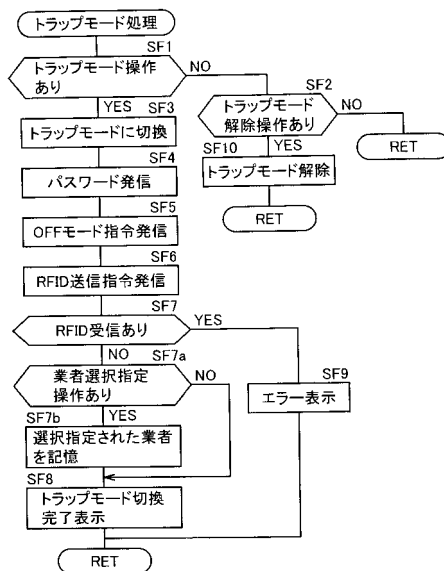 トラップモード処理
SF1
トラップモード操作
あり
NO
SF2
トラップモード
解除操作あり
NO
RET
YES
SF3
トラップモードに切換
YES
SF10
トラップモード解除
RET
SF4
パスワード発信
SF5
OFFモード指令発信
SF6
RFID送信指令発信
SF7
RFID受信あり
YES
NO
SF7a
業者選択指定
操作あり
NO
SF9
エラー表示
SF7b
YES
選択指定された業者
を記憶
SF8
トラップモード切換
完了表示
RET